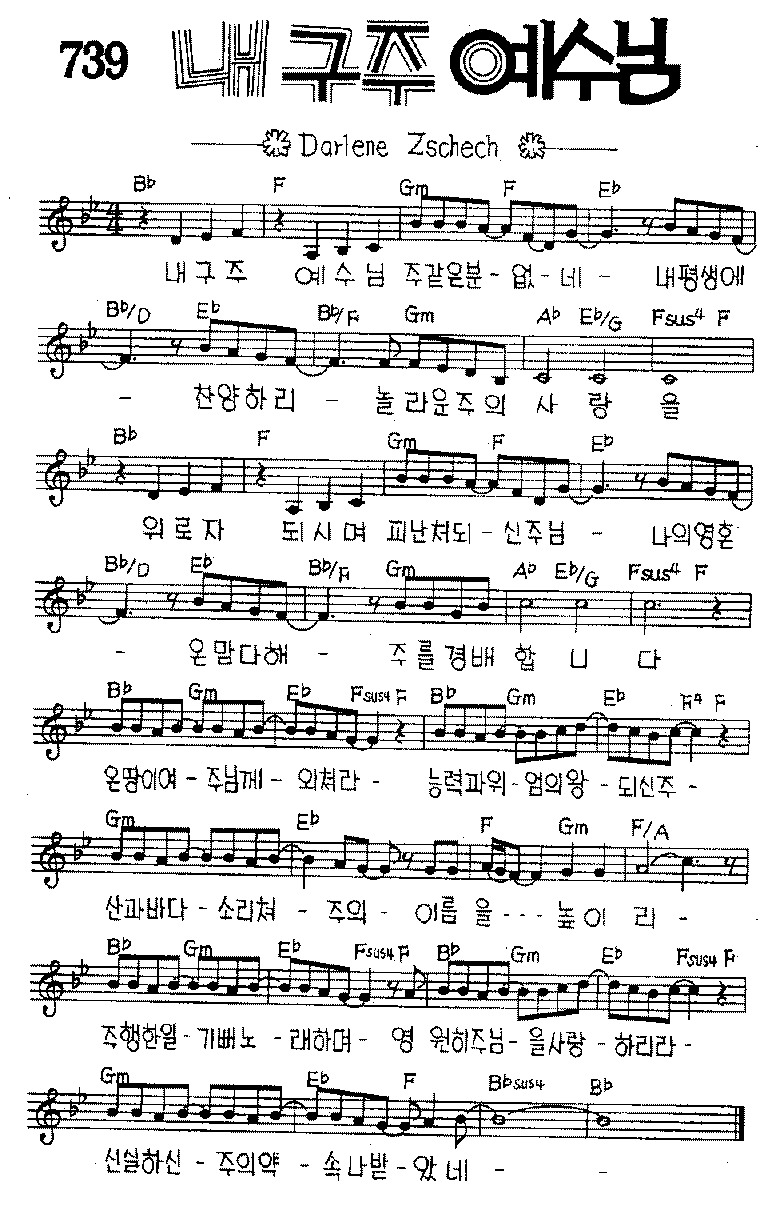 739 내 구주 예수님
Darlene Zschech
B♭ F Gm F E♭
4/4
내 구 주 예 수 님 주같은분 - 없 - 네 - 내평생에
B♭/D E♭ B♭/F Gm A♭ E♭/G Fsus4 F
- 찬양하리 - 놀라운주의 사 랑 을
B♭ F Gm F E♭
위 로 자 되 시 며 피난처되 - 신주님 - 나의영혼
B♭/D E♭ B♭/F Gm A♭ E♭/G Fsus4 F
- 온맘다해 - 주를경배 합 니 다
B♭ Gm E♭ Fsus4 F B♭ Gm E♭ F4 F
온땅이여 - 주님께 - 외쳐라 - 능력과위 - 엄의왕 - 되신주 -
Gm E♭ F Gm F/A
산과바다 - 소리쳐 - 주의 - 이름 을 - - - 높이 리 -
B♭ Gm E♭ Fsus4 F B♭ Gm E♭ Fsus4 F
주행한일 - 기뻐노 - 래하며 - 영 원히주님 - 을사랑 - 하리라 -
Gm E♭ F B♭sus4 B♭
신실하신 - 주의약 - 속 나받 - 았 네 - -